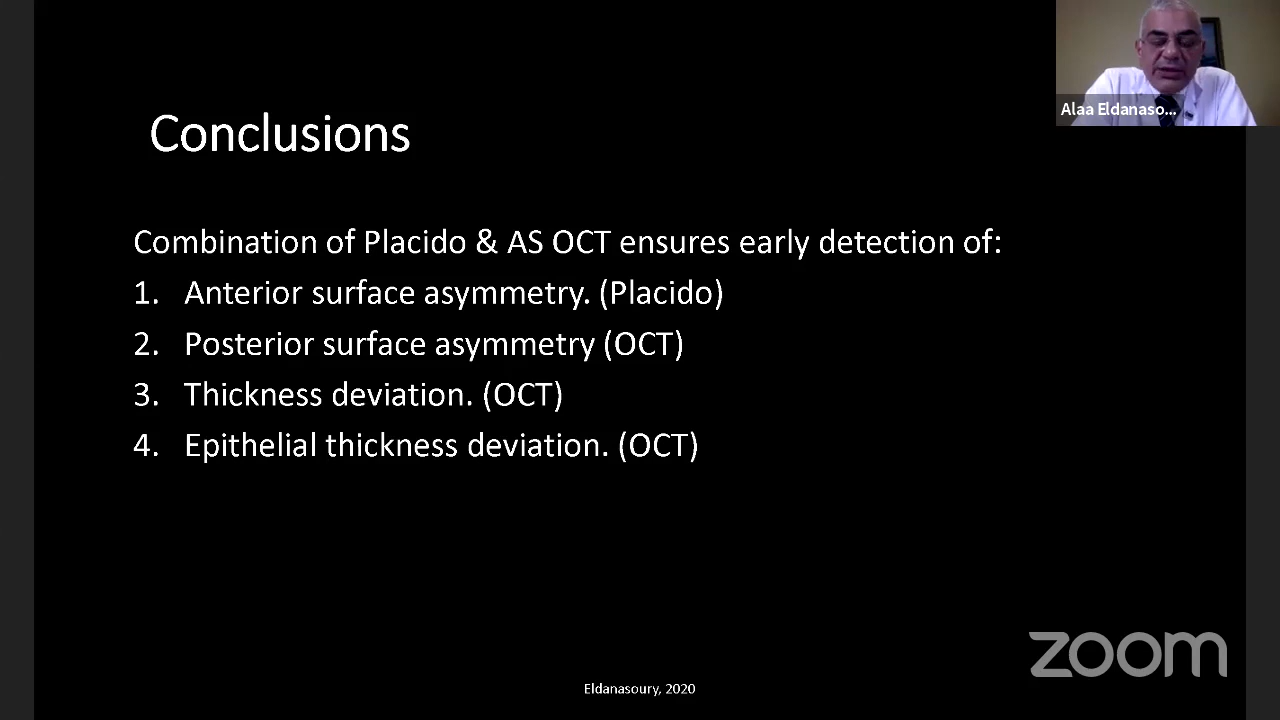 Alaa Eldanaso...
Conclusions
Combination of Placido & AS OCT ensures early detection of:
1. Anterior surface asymmetry. (Placido)
2. Posterior surface asymmetry (OCT)
3. Thickness deviation. (OCT)
4. Epithelial thickness deviation. (OCT)
zoom
Eldanasoury, 2020